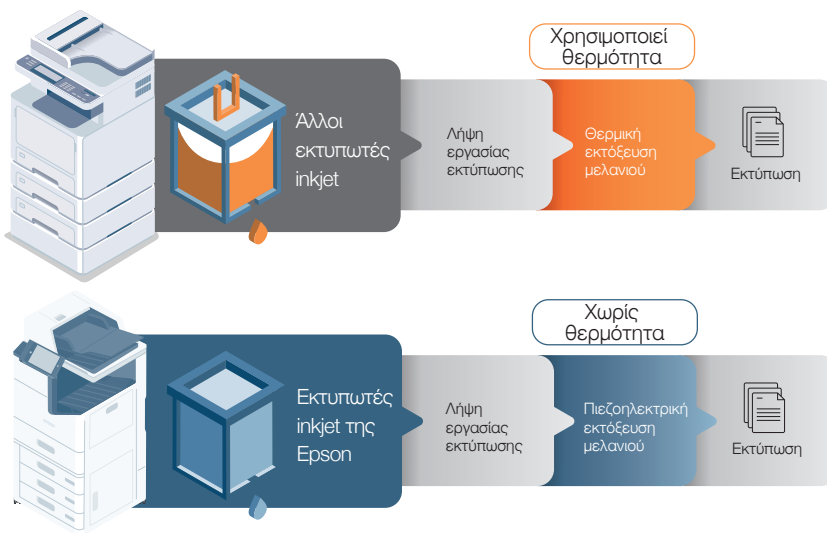 Χρησιμοποιεί
θερμότητα
Άλλοι
εκτυπωτές
inkjet
Λήψη
εργασίας
εκτύπωσης
Θερμική
εκτόξευση
μελανιού
Εκτύπωση
Χωρίς
θερμότητα
Εκτυπωτές
inkjet της
Epson
Λήψη
εργασίας
εκτύπωσης
Πιεζοηλεκτρική
εκτόξευση
μελανιού
Εκτύπωση